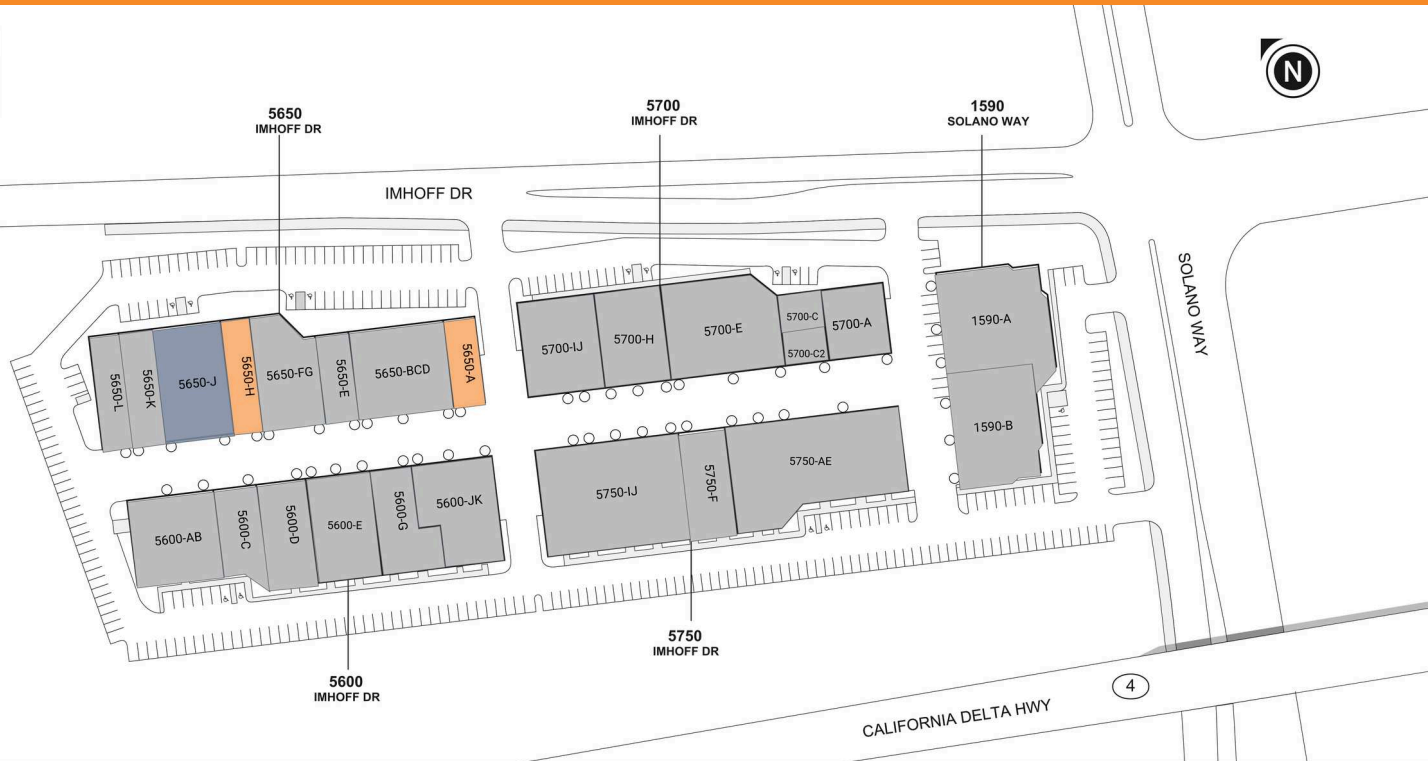 N
5650
IMHOFF DR
5700
IMHOFF DR
1590
SOLANO WAY
IMHOFF DR
SOLANO WAY
5650-L
5650-K
5650-J
5650-H
5650-FG
5650-E
5650-BCD
5650-A
5700-IJ
5700-H
5700-E
5700-C
5700-C2
5700-A
1590-A
1590-B
5600-AB
5600-C
5600-D
5600-E
5600-G
5600-JK
5750-IJ
5750-F
5750-AE
5600
IMHOFF DR
5750
IMHOFF DR
CALIFORNIA DELTA HWY
4